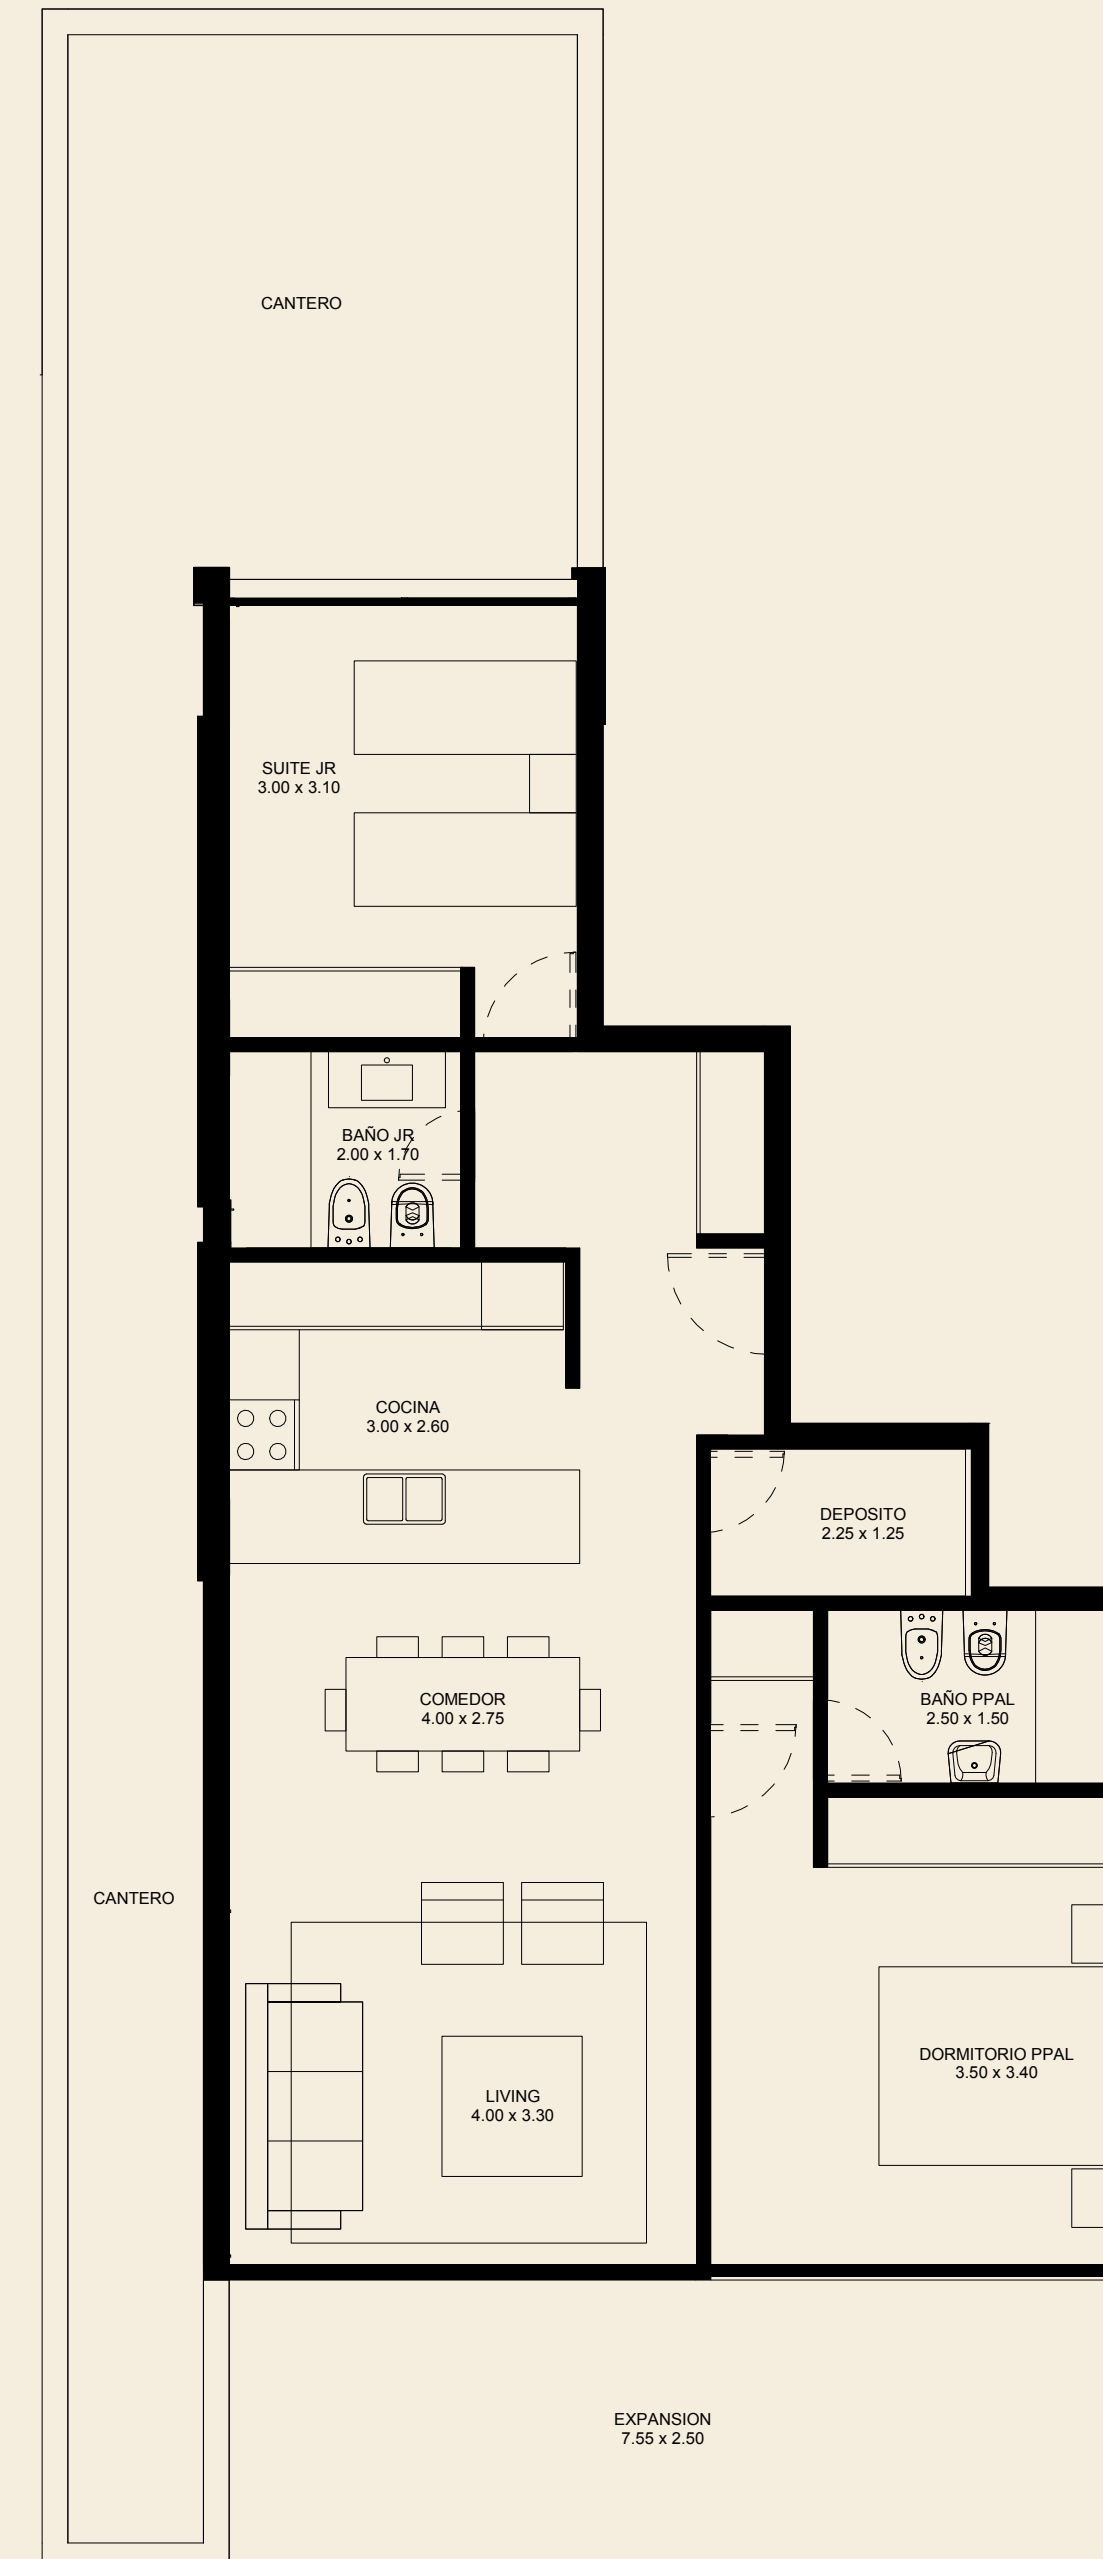 CANTERO
SUITE JR
3.00 x 3.10
BAÑO JR
2.00 x 1.70
COCINA
3.00 x 2.60
DEPOSITO
2.25 x 1.25
COMEDOR
4.00 x 2.75
BAÑO PPAL
2.50 x 1.50
CANTERO
DORMITORIO PPAL
3.50 x 3.40
LIVING
4.00 x 3.30
EXPANSION
7.55 x 2.50